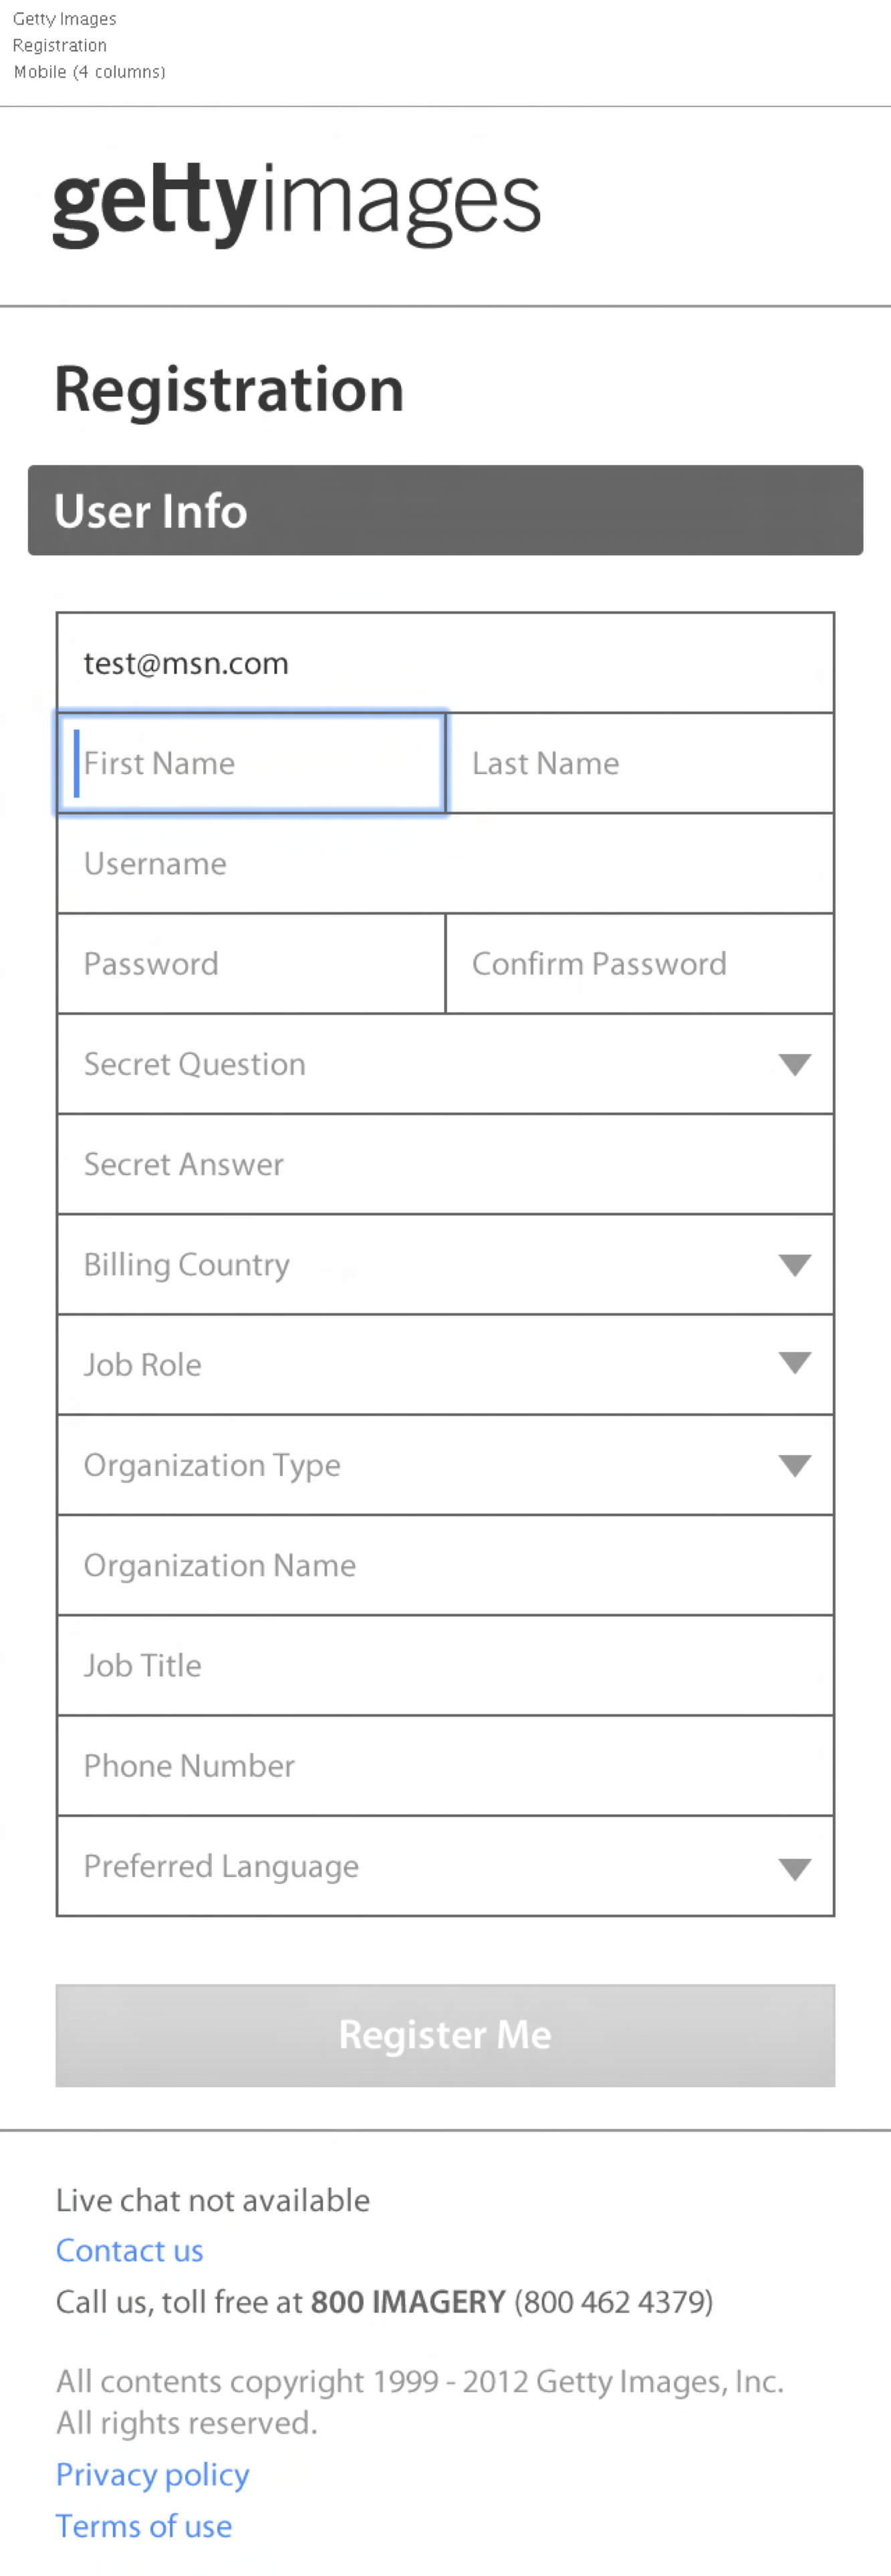 Getty Images
Registration
Mobile (4 columns)
gettyimages
Registration
User Info
test@msn.com
First Name Last Name
Username
Password Confirm Password
Secret Question
Secret Answer
Billing Country
Job Role
Organization Type
Organization Name
Job Title
Phone Number
Preferred Language
Register Me
Live chat not available
Contact us
Call us, toll free at 800 IMAGERY (800 462 4379)
All contents copyright 1999 - 2012 Getty Images, Inc.
All rights reserved.
Privacy policy
Terms of use